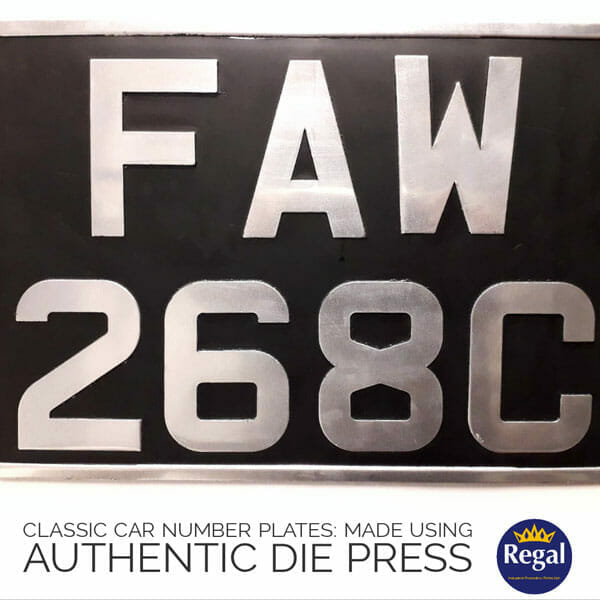 FAW
268C
CLASSIC CAR NUMBER PLATES: MADE USING
AUTHENTIC DIE PRESS
Regal